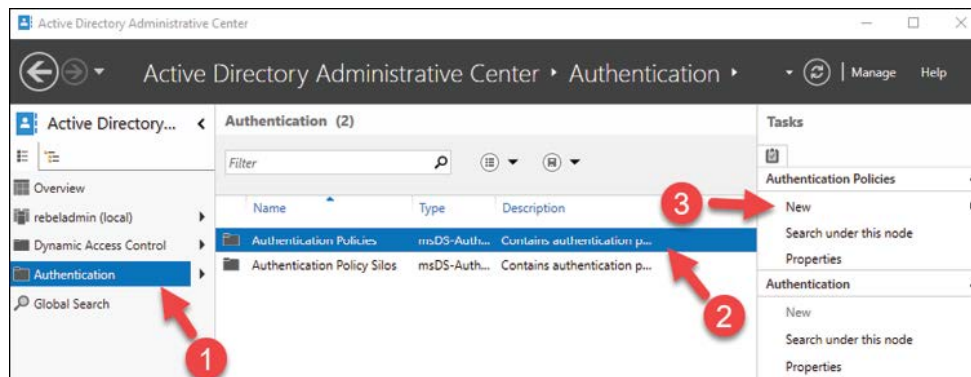 Active Directory Administrative Center
Active Directory Administrative Center • Authentication •
Manage
Help
Active Directory...
Overview
rebeladmin (local)
Dynamic Access Control
Authentication
Global Search
1
Authentication (2)
Filter
Name Type Description
Authentication Policies msDS-Auth... Contains authentication p...
Authentication Policy Silos msDS-Auth... Contains authentication p...
2
3
Tasks
Authentication Policies
New
Search under this node
Properties
Authentication
New
Search under this node
Properties